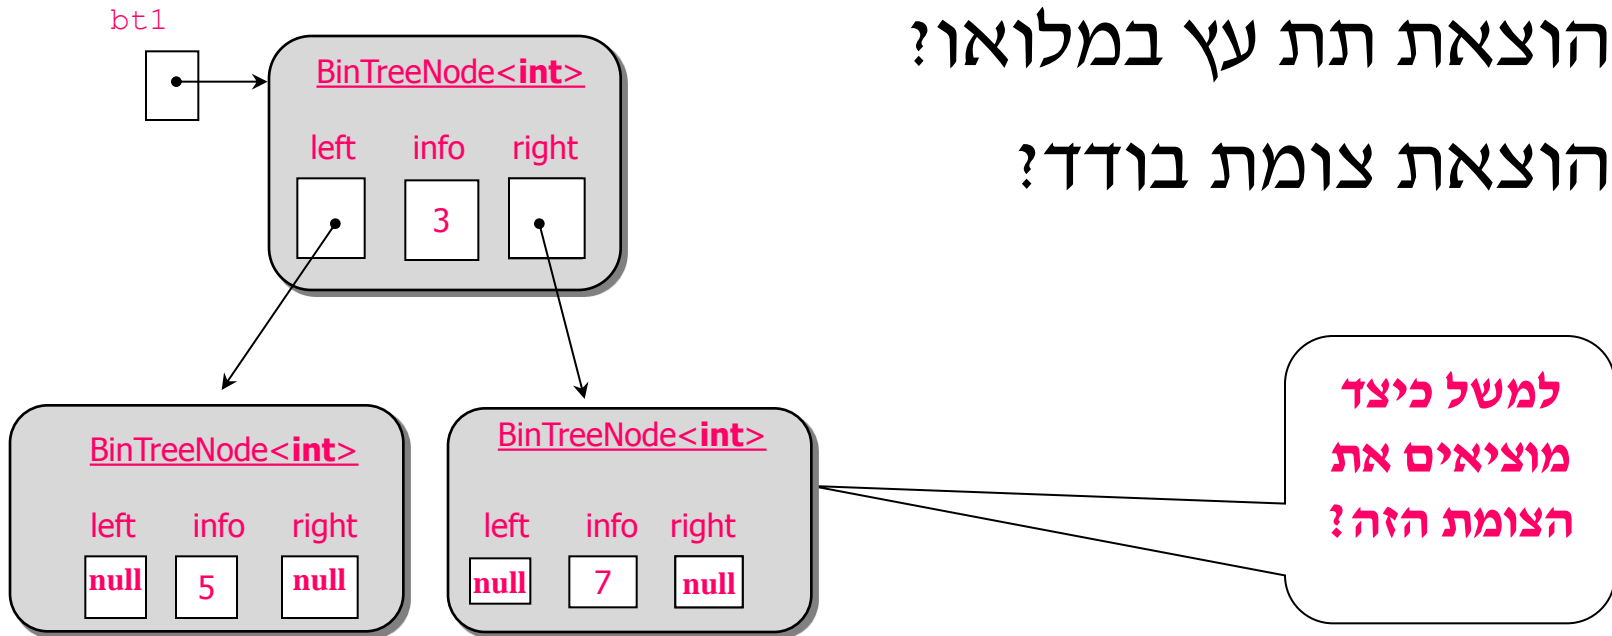 הוצאת תת עץ במלואו?
הוצאת צומת בודד?
bt1
BinTreeNode<int>
left info right
3
BinTreeNode<int>
left info right
null 5 null
BinTreeNode<int>
left info right
null 7 null
למשל כיצד
מוציאים את
הצומת הזה?